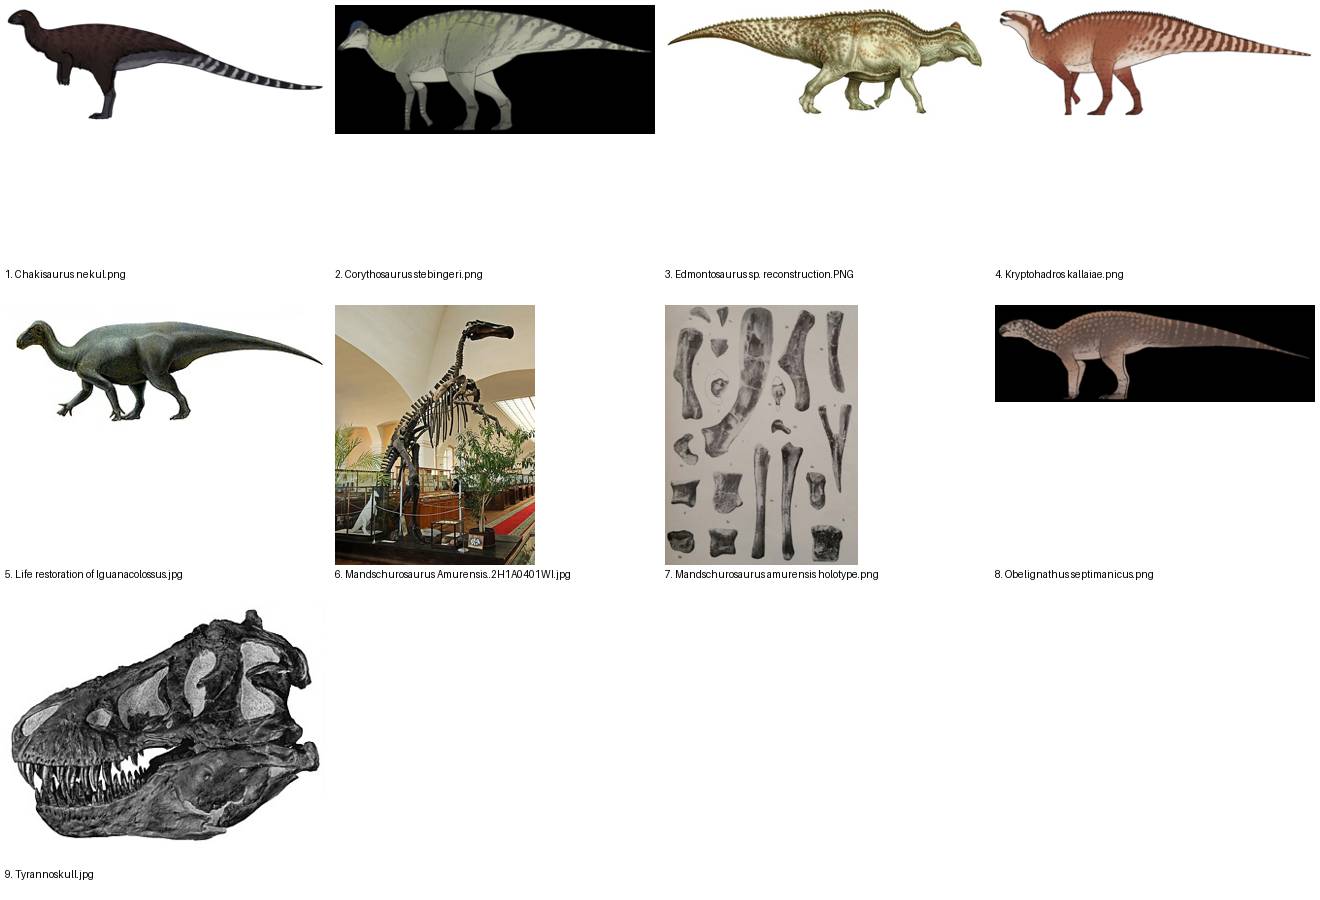 1. Chakisaurus nekul.png
2. Corythosaurus stebingeri.png
3. Edmontosaurus sp. reconstruction.PNG
4. Kryptohadros kallaiae.png
5. Life restoration of Iguanacolossus.jpg
6. Mandschurosaurus Amurensis..2H1A0401WI.jpg
7. Mandschurosaurus amurensis holotype.png
8. Obelignathus septimanicus.png
9. Tyrannoskull.jpg